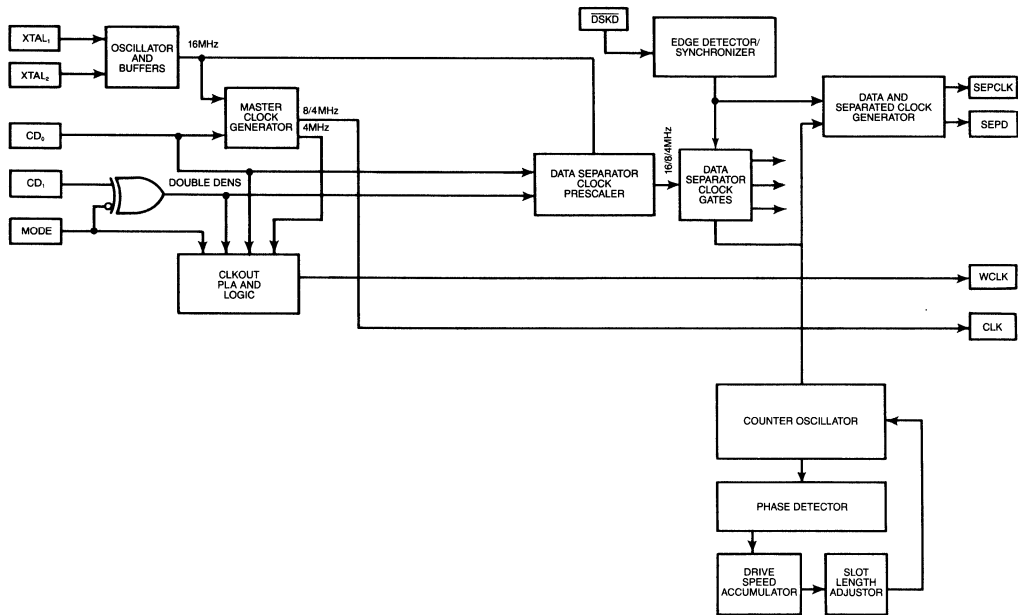 XTAL₁
XTAL₂
OSCILLATOR
AND
BUFFERS
16MHz
DSKD
EDGE DETECTOR/
SYNCHRONIZER
MASTER
CLOCK
GENERATOR
8/4MHz
4MHz
DATA AND
SEPARATED CLOCK
GENERATOR
SEPCLK
SEPD
CD₀
CD₁
MODE
DOUBLE DENS
DATA SEPARATOR
CLOCK
PRESCALER
16/8/4MHz
DATA
SEPARATOR
CLOCK
GATES
CLKOUT
PLA AND
LOGIC
WCLK
CLK
COUNTER OSCILLATOR
PHASE DETECTOR
DRIVE
SPEED
ACCUMULATOR
SLOT
LENGTH
ADJUSTOR